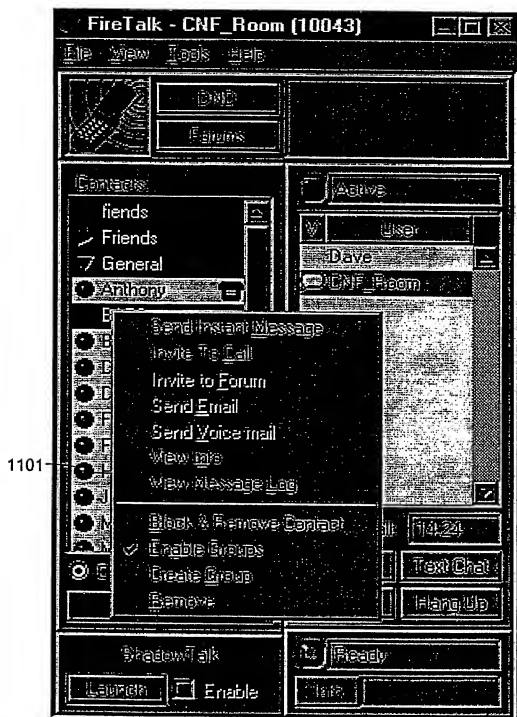 FireTalk - CNF_Room (10043)
File View Tools Help
DND
Forums
Contacts
Active
fiends
Friends
General
V User
Dave
Anthony
CNF_Room
Send Instant Message
Invite To Call
Invite to Forum
Send Email
Send Voice mail
View Info
1101
View Message Log
Block & Remove Contact
14:24
Enable Groups
Text Chat
Create Group
Remove
Hang Up
ShadowTalk
Ready
Launch Enable